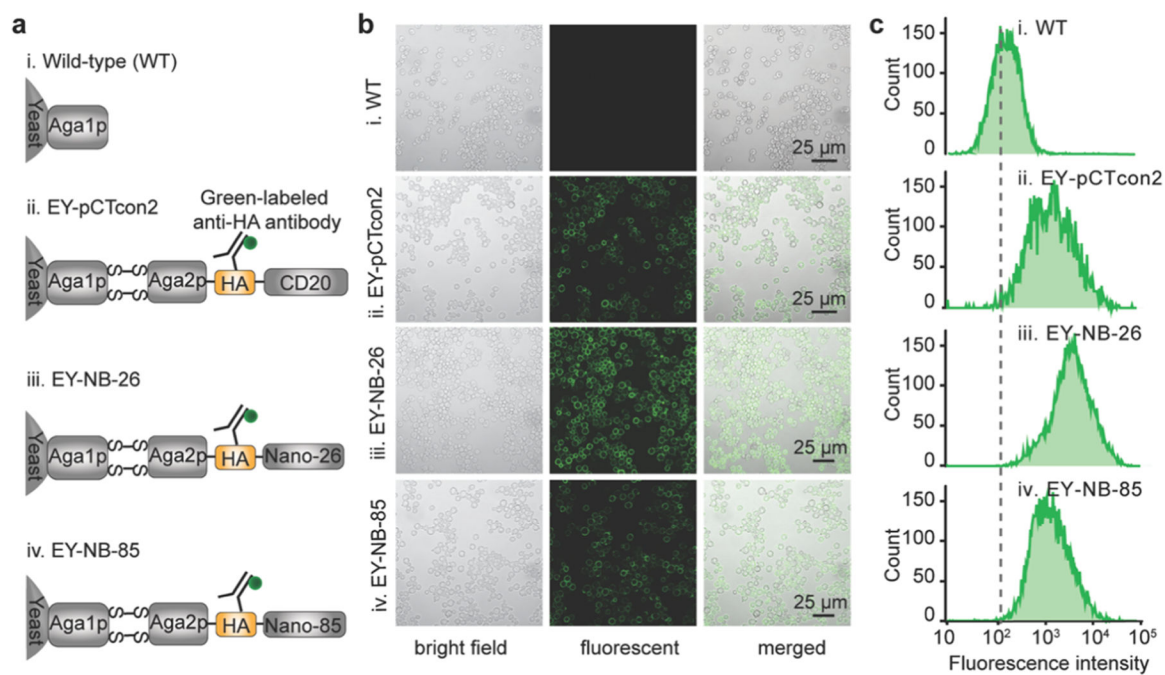 a
i. Wild-type (WT)
Yeast
Aga1p
ii. EY-pCTcon2
Green-labeled
anti-HA antibody
Yeast
Aga1p
S-S
S-S
Aga2p
HA
CD20
iii. EY-NB-26
Yeast
Aga1p
S-S
S-S
Aga2p
HA
Nano-26
iv. EY-NB-85
Yeast
Aga1p
S-S
S-S
Aga2p
HA
Nano-85
b
i. WT
25 µm
ii. EY-pCTcon2
25 µm
iii. EY-NB-26
25 µm
iv. EY-NB-85
25 µm
bright field
fluorescent
merged
c
i. WT
Count
150
100
50
0
ii. EY-pCTcon2
Count
150
100
50
0
iii. EY-NB-26
Count
150
100
50
0
iv. EY-NB-85
Count
150
100
50
0
10 10² 10³ 10⁴ 10⁵
Fluorescence intensity